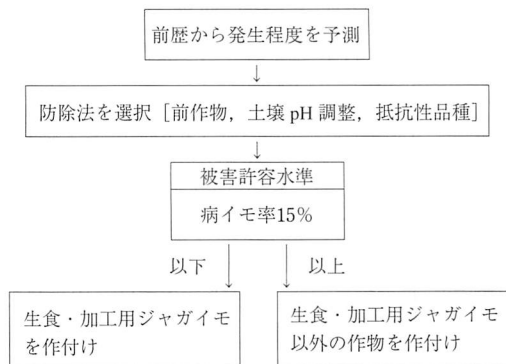 前歴から発生程度を予測
防除法を選択［前作物，土壌 pH 調整，抵抗性品種］
被害許容水準
病イモ率15%
以下
以上
生食・加工用ジャガイモ
を作付け
生食・加工用ジャガイモ
以外の作物を作付け